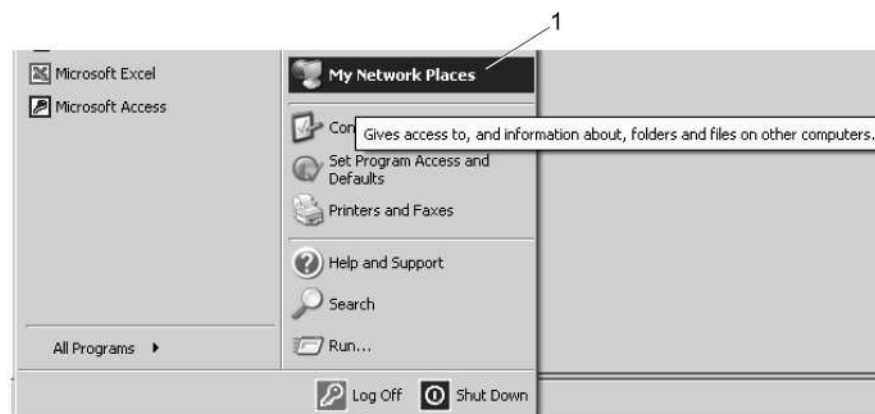 1
Microsoft Excel
Microsoft Access
All Programs
My Network Places
Con
Gives access to, and information about, folders and files on other computers.
Set Program Access and
Defaults
Printers and Faxes
Help and Support
Search
Run...
Log Off
Shut Down